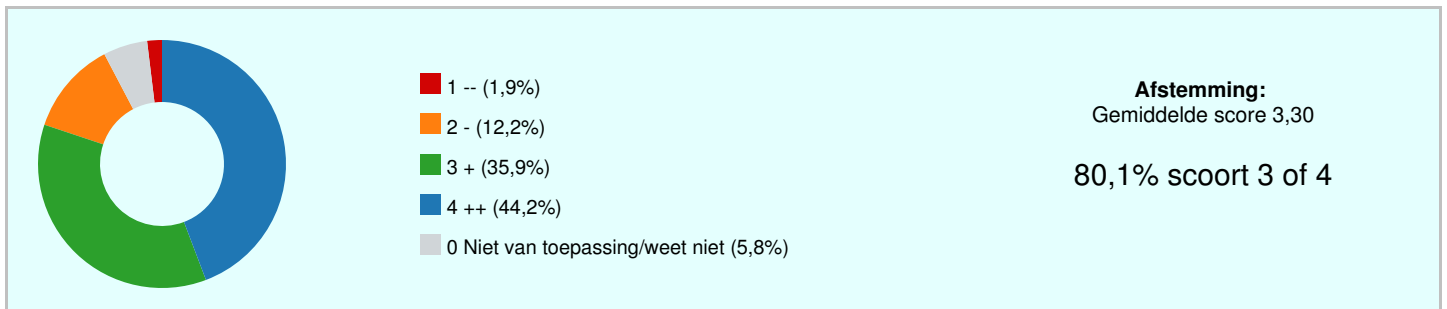 1 -- (1,9%)
2 - (12,2%)
3 + (35,9%)
4 ++ (44,2%)
0 Niet van toepassing/weet niet (5,8%)
Afstemming:
Gemiddelde score 3,30
80,1% scoort 3 of 4